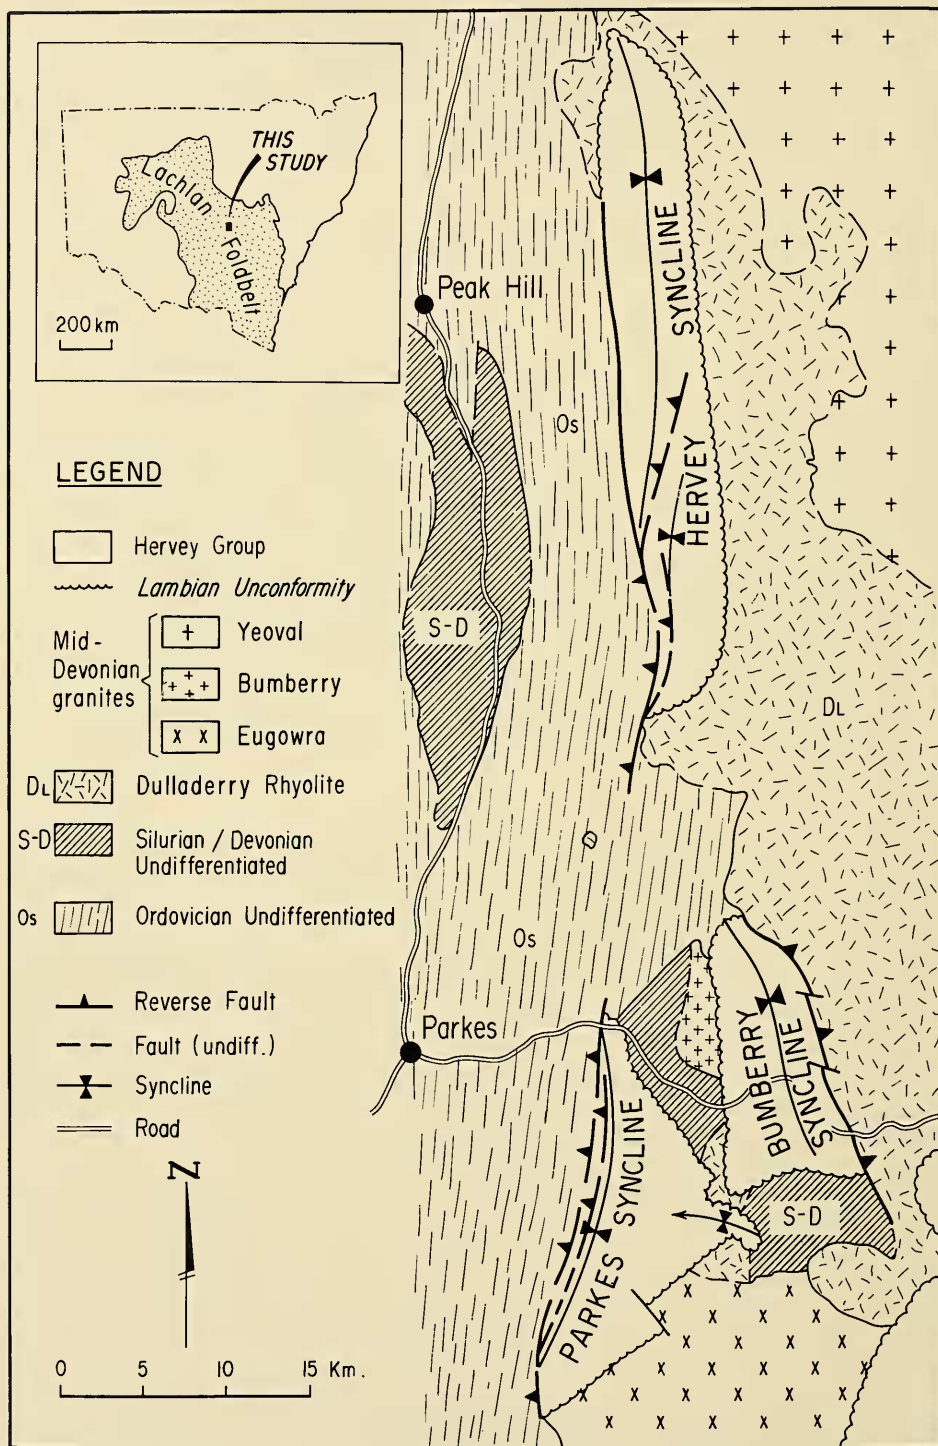 THIS
STUDY
Lachlan
Foldbelt
200 km
LEGEND
Hervey Group
Lambian Unconformity
Mid-
Devonian
granites
+ Yeoval
Bumberry
x x Eugowra
DL Dulladerry Rhyolite
S-D Silurian / Devonian
Undifferentiated
Os Ordovician Undifferentiated
Reverse Fault
Fault (undiff.)
Syncline
Road
N
0 5 10 15 Km.
Peak Hill
Os
S-D
HERVEY SYNCLINE
DL
Os
Parkes
PARKES SYNCLINE
BUMBERRY
SYNCLINE
S-D